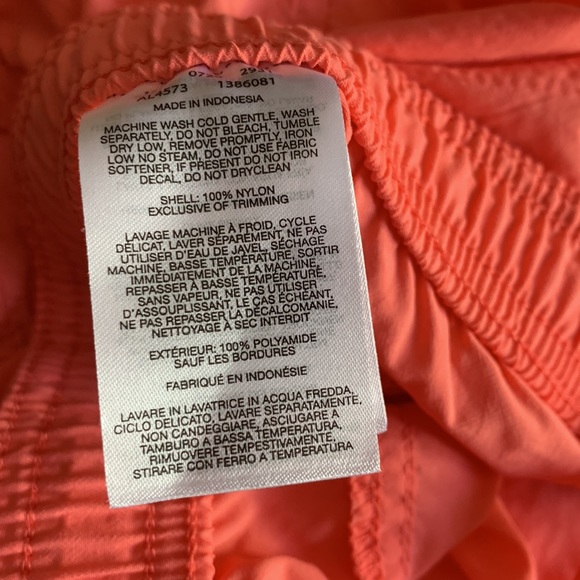 AL4573 1386081
MADE IN INDONESIA
MACHINE WASH COLD GENTLE, WASH
SEPARATELY, DO NOT BLEACH, TUMBLE
DRY LOW, REMOVE PROMPTLY, IRON
LOW NO STEAM, DO NOT USE FABRIC
SOFTENER, IF PRESENT DO NOT IRON
DECAL, DO NOT DRYCLEAN
SHELL: 100% NYLON
EXCLUSIVE OF TRIMMING
LAVAGE MACHINE À FROID, CYCLE
DÉLICAT, LAVER SÉPARÉMENT, NE PAS
UTILISER D'EAU DE JAVEL, SÉCHAGE
MACHINE, BASSE TEMPÉRATURE, SORTIR
IMMÉDIATEMENT DE LA MACHINE,
REPASSER À BASSE TEMPÉRATURE,
SANS VAPEUR, NE PAS UTILISER
D'ASSOUPLISSANT, LE CAS ÉCHÉANT,
NE PAS REPASSER LA DÉCALCOMANIE,
NETTOYAGE À SEC INTERDIT
EXTÉRIEUR: 100% POLYAMIDE
SAUF LES BORDURES
FABRIQUÉ EN INDONÉSIE
LAVARE IN LAVATRICE IN ACQUA FREDDA,
CICLO DELICATO, LAVARE SEPARATAMENTE,
NON CANDEGGIARE, ASCIUGARE A
TAMBURO A BASSA TEMPERATURA,
RIMUOVERE TEMPESTIVAMENTE,
STIRARE CON FERRO A TEMPERATURA